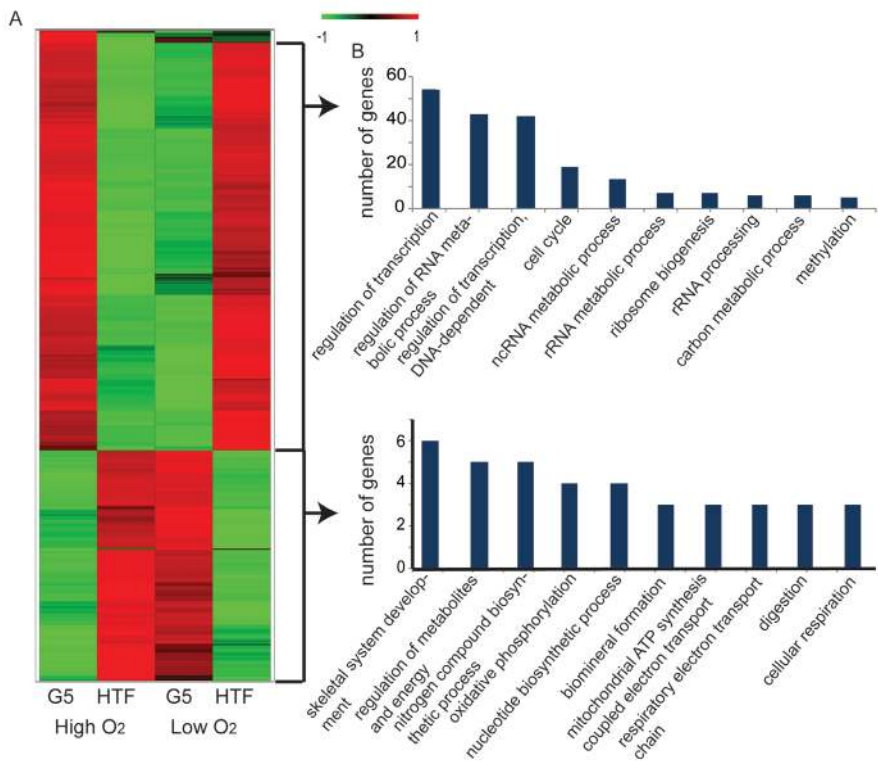 A
-1
1
B
60
40
20
0
number of genes
regulation of transcription
regulation of RNA meta-
bolic process
regulation of transcription,
DNA-dependent
cell cycle
ncRNA metabolic process
rRNA metabolic process
ribosome biogenesis
rRNA processing
carbon metabolic process
methylation
6
4
2
0
number of genes
skeletal system develop-
ment
regulation of metabolites
and energy
nitrogen compound biosyn-
thetic process
oxidative phosphorylation
nucleotide biosynthetic process
biomineral formation
mitochondrial ATP synthesis
coupled electron transport
respiratory electron transport
chain
digestion
cellular respiration
G5 HTF G5 HTF
High O2 Low O2